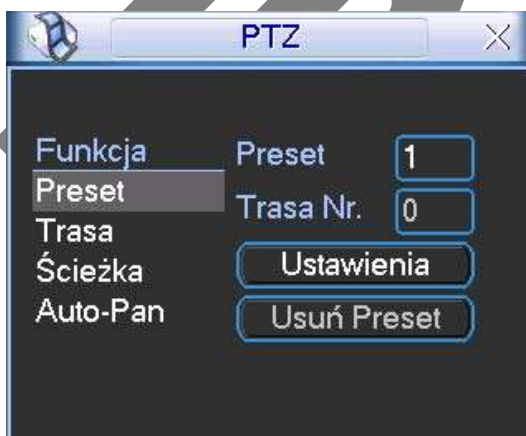 PTZ
Funkcja
Preset
Trasa
Ścieżka
Auto-Pan
Preset 1
Trasa Nr. 0
Ustawienia
Usuń Preset